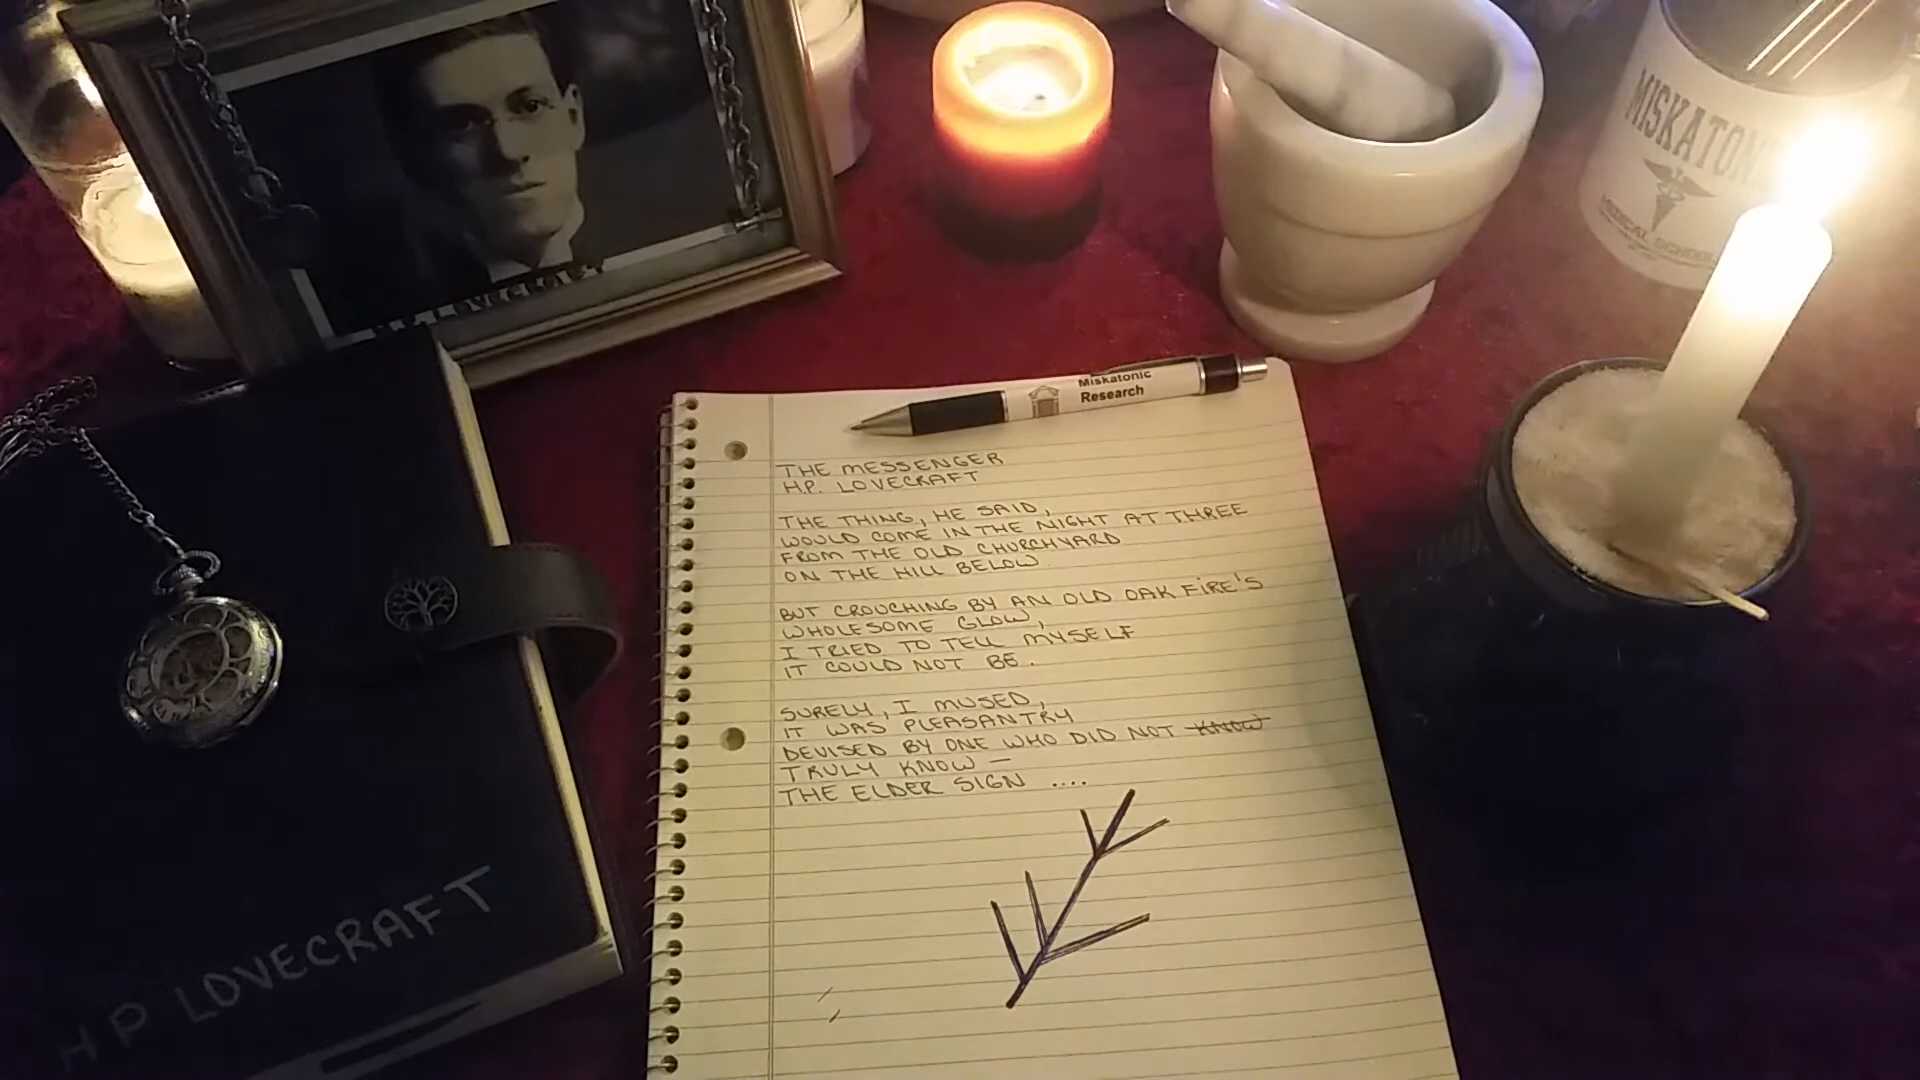 H.P. LOVECRAFT
MISKATONIC
MEDICAL SCHOOL
Miskatonic
Research
THE MESSENGER
H.P. LOVECRAFT
THE THING, HE SAID,
WOULD COME IN THE NIGHT AT THREE
FROM THE OLD CHURCHYARD
ON THE HILL BELOW
BUT CROUCHING BY AN OLD OAK FIRE'S
WHOLESOME GLOW,
I TRIED TO TELL MYSELF
IT COULD NOT BE.
SURELY, I MUSED,
IT WAS PLEASANTRY
DEVISED BY ONE WHO DID NOT KNOW
TRULY KNOW —
THE ELDER SIGN ....
H P LOVECRAFT